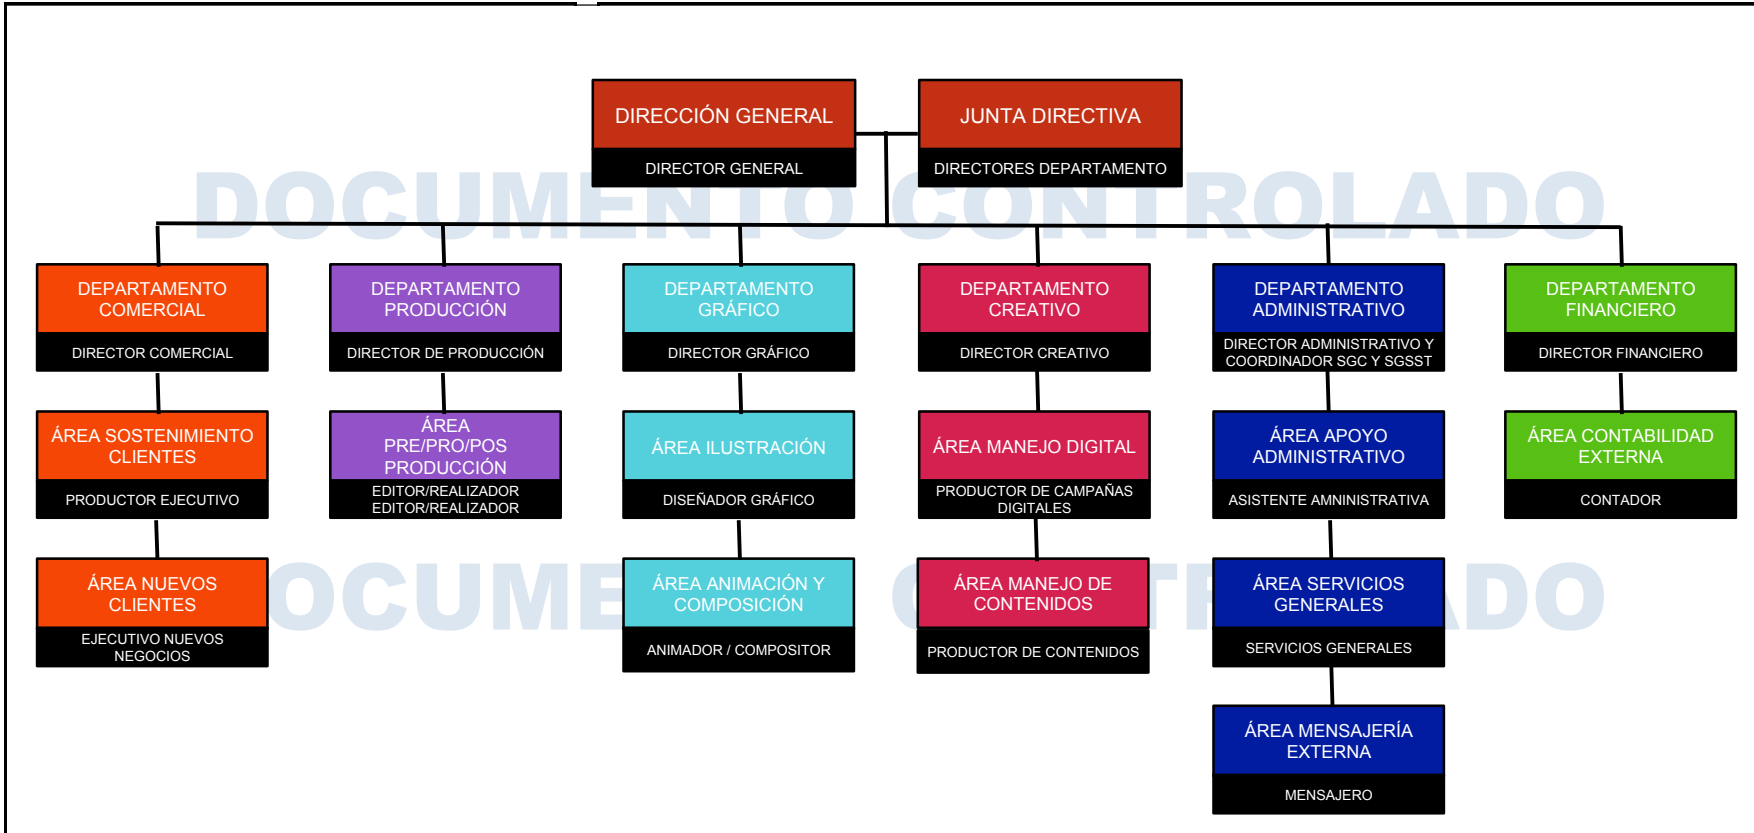 DIRECCIÓN GENERAL
DIRECTOR GENERAL
JUNTA DIRECTIVA
DIRECTORES DEPARTAMENTO
DOCUMENTO CONTROLADO
DEPARTAMENTO
COMERCIAL
DIRECTOR COMERCIAL
DEPARTAMENTO
PRODUCCIÓN
DIRECTOR DE PRODUCCIÓN
DEPARTAMENTO
GRÁFICO
DIRECTOR GRÁFICO
DEPARTAMENTO
CREATIVO
DIRECTOR CREATIVO
DEPARTAMENTO
ADMINISTRATIVO
DIRECTOR ADMINISTRATIVO Y
COORDINADOR SGC Y SGSST
DEPARTAMENTO
FINANCIERO
DIRECTOR FINANCIERO
ÁREA SOSTENIMIENTO
CLIENTES
PRODUCTOR EJECUTIVO
ÁREA
PRE/PRO/POS
PRODUCCIÓN
EDITOR/REALIZADOR
EDITOR/REALIZADOR
ÁREA ILUSTRACIÓN
DISEÑADOR GRÁFICO
ÁREA MANEJO DIGITAL
PRODUCTOR DE CAMPAÑAS
DIGITALES
ÁREA APOYO
ADMINISTRATIVO
ASISTENTE AMNINISTRATIVA
ÁREA CONTABILIDAD
EXTERNA
CONTADOR
DOCUMENTO CONTROLADO
ÁREA NUEVOS
CLIENTES
EJECUTIVO NUEVOS
NEGOCIOS
ÁREA ANIMACIÓN Y
COMPOSICIÓN
ANIMADOR / COMPOSITOR
ÁREA MANEJO DE
CONTENIDOS
PRODUCTOR DE CONTENIDOS
ÁREA SERVICIOS
GENERALES
SERVICIOS GENERALES
ÁREA MENSAJERÍA
EXTERNA
MENSAJERO